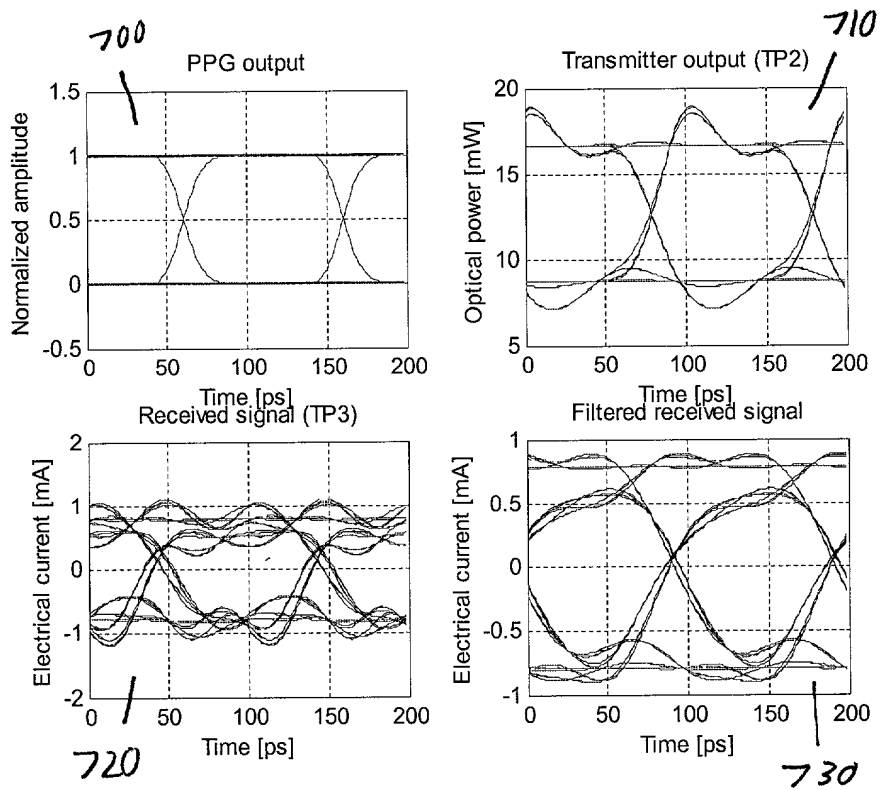 700
710
PPG output
Transmitter output (TP2)
1.5
1
0.5
0
-0.5
Normalized amplitude
0 50 100 150 200
Time [ps]
20
15
10
5
Optical power [mW]
0 50 100 150 200
Time [ps]
Received signal (TP3)
Filtered received signal
2
1
0
-1
-2
Electrical current [mA]
0 50 100 150 200
Time [ps]
720
1
0.5
0
-0.5
-1
Electrical current [mA]
0 50 100 150 200
Time [ps]
730